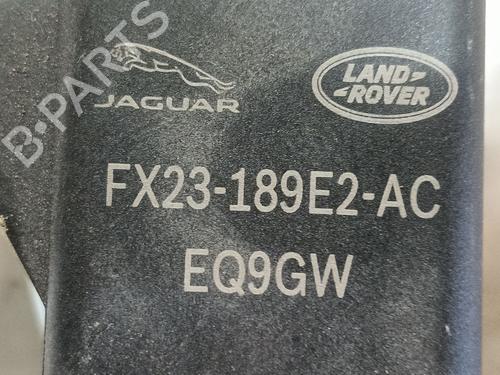 B-PARTS
JAGUAR
LAND-
ROVER
FX23-189E2-AC
EQ9GW